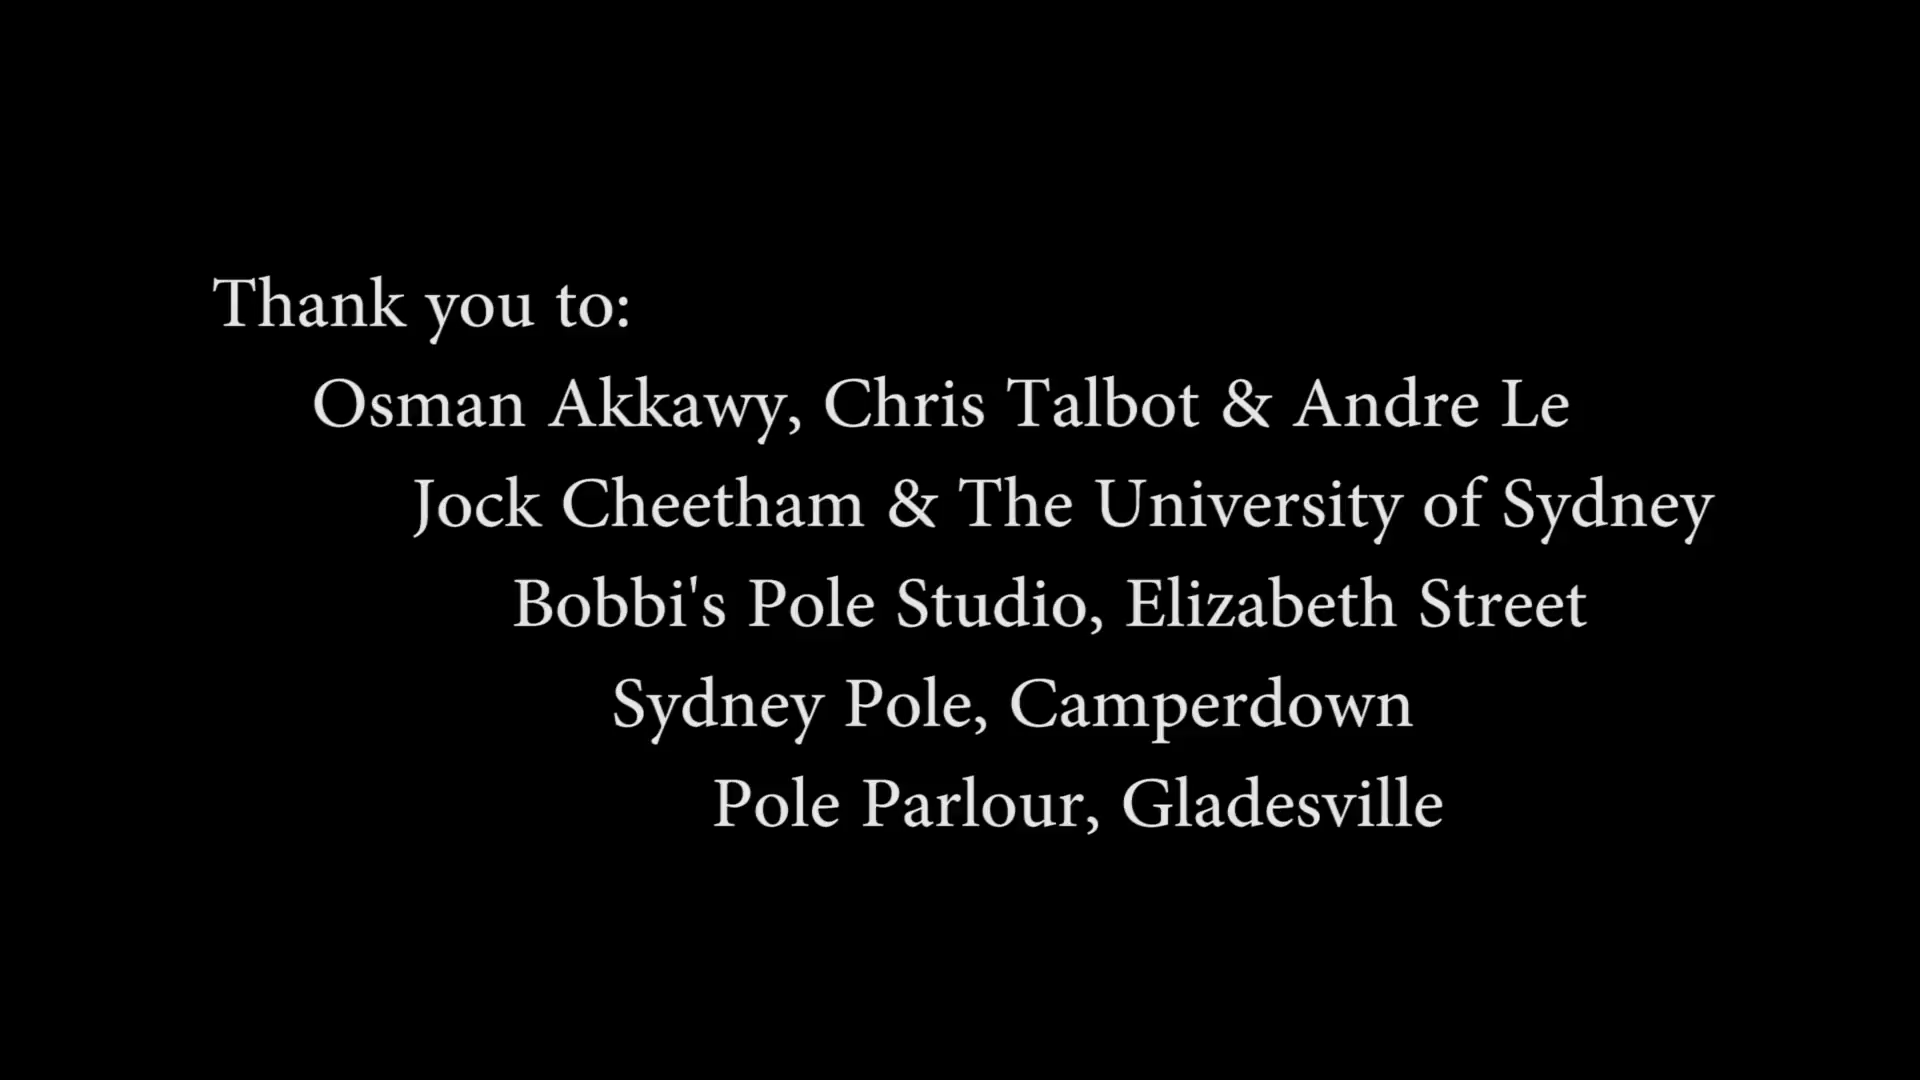 Thank you to:
Osman Akkawy, Chris Talbot & Andre Le
Jock Cheetham & The University of Sydney
Bobbi's Pole Studio, Elizabeth Street
Sydney Pole, Camperdown
Pole Parlour, Gladesville